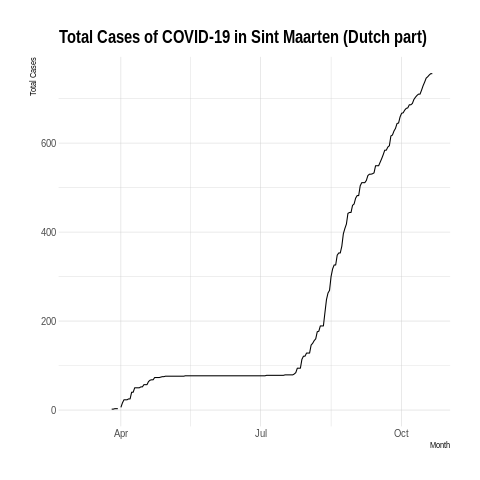 Total Cases of COVID-19 in Sint Maarten (Dutch part)
Total Cases
600
400
200
0
Apr Jul Oct
Month